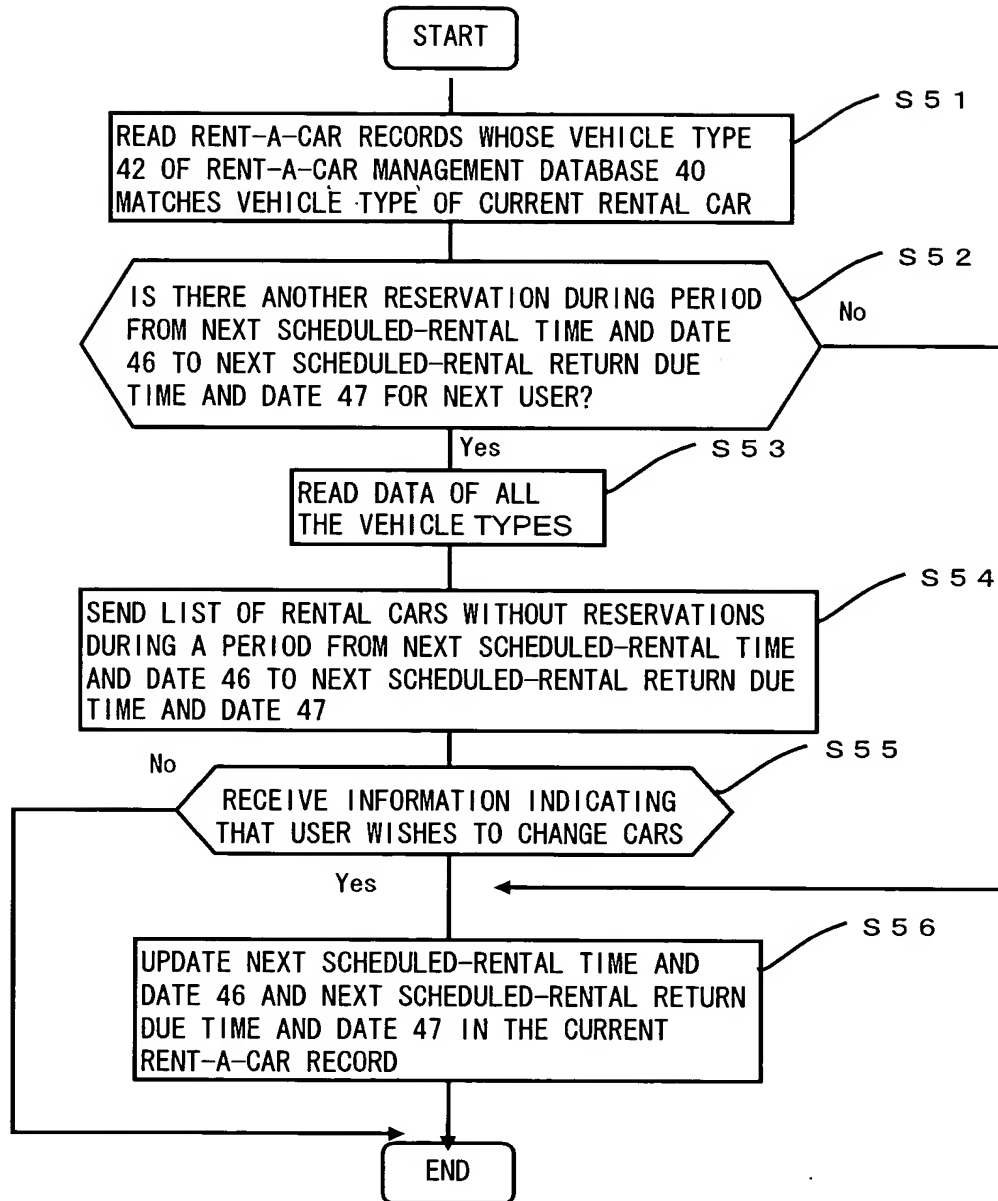 START
S51
READ RENT-A-CAR RECORDS WHOSE VEHICLE TYPE
42 OF RENT-A-CAR MANAGEMENT DATABASE 40
MATCHES VEHICLE TYPE OF CURRENT RENTAL CAR
S52
IS THERE ANOTHER RESERVATION DURING PERIOD
FROM NEXT SCHEDULED-RENTAL TIME AND DATE
46 TO NEXT SCHEDULED-RENTAL RETURN DUE
TIME AND DATE 47 FOR NEXT USER?
No
Yes
S53
READ DATA OF ALL
THE VEHICLE TYPES
S54
SEND LIST OF RENTAL CARS WITHOUT RESERVATIONS
DURING A PERIOD FROM NEXT SCHEDULED-RENTAL TIME
AND DATE 46 TO NEXT SCHEDULED-RENTAL RETURN DUE
TIME AND DATE 47
No
S55
RECEIVE INFORMATION INDICATING
THAT USER WISHES TO CHANGE CARS
Yes
S56
UPDATE NEXT SCHEDULED-RENTAL TIME AND
DATE 46 AND NEXT SCHEDULED-RENTAL RETURN
DUE TIME AND DATE 47 IN THE CURRENT
RENT-A-CAR RECORD
END